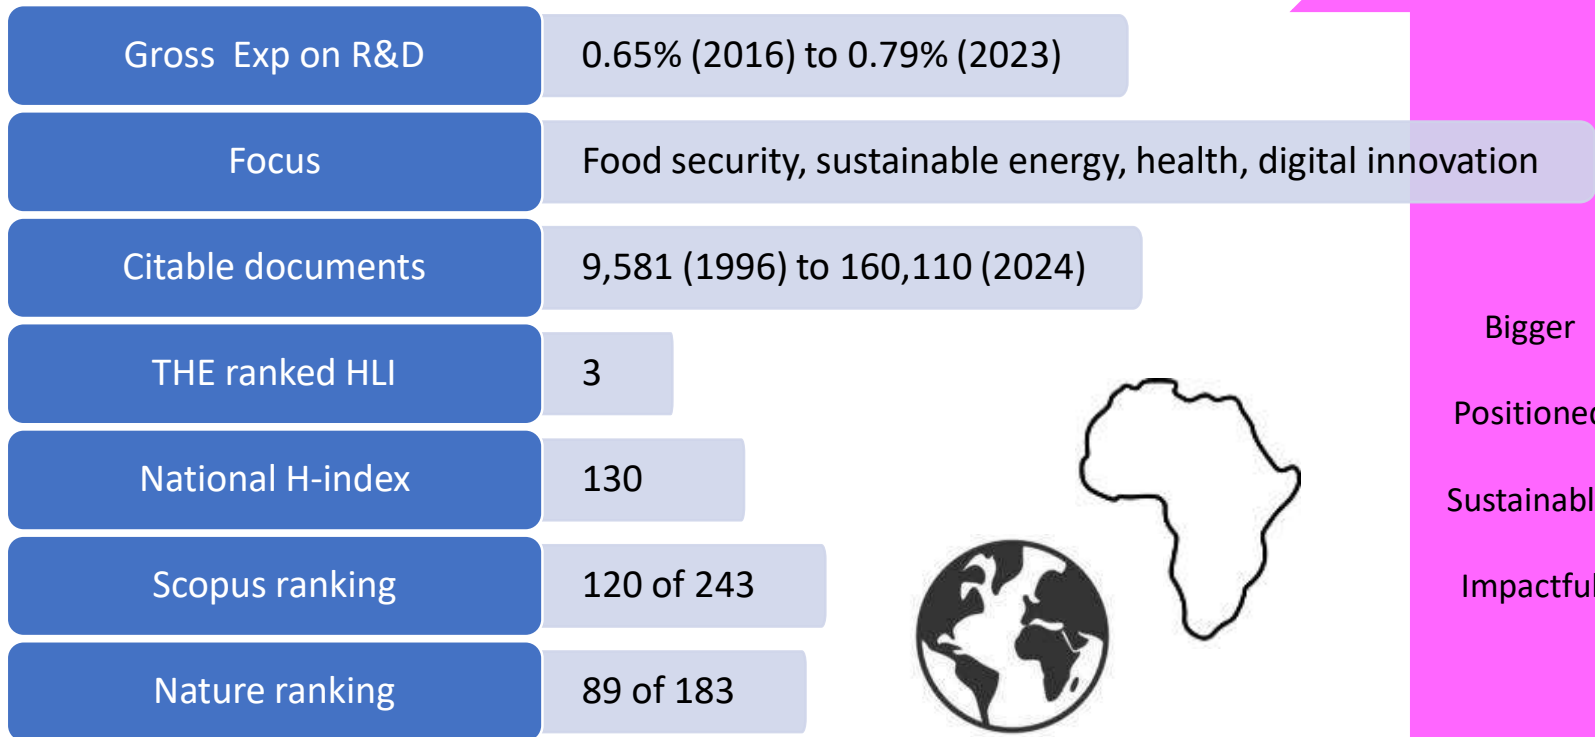 Gross Exp on R&D
0.65% (2016) to 0.79% (2023)
Focus
Food security, sustainable energy, health, digital innovation
Citable documents
9,581 (1996) to 160,110 (2024)
THE ranked HLI
3
National H-index
130
Scopus ranking
120 of 243
Nature ranking
89 of 183
Bigger
Positioned
Sustainabl
Impactful